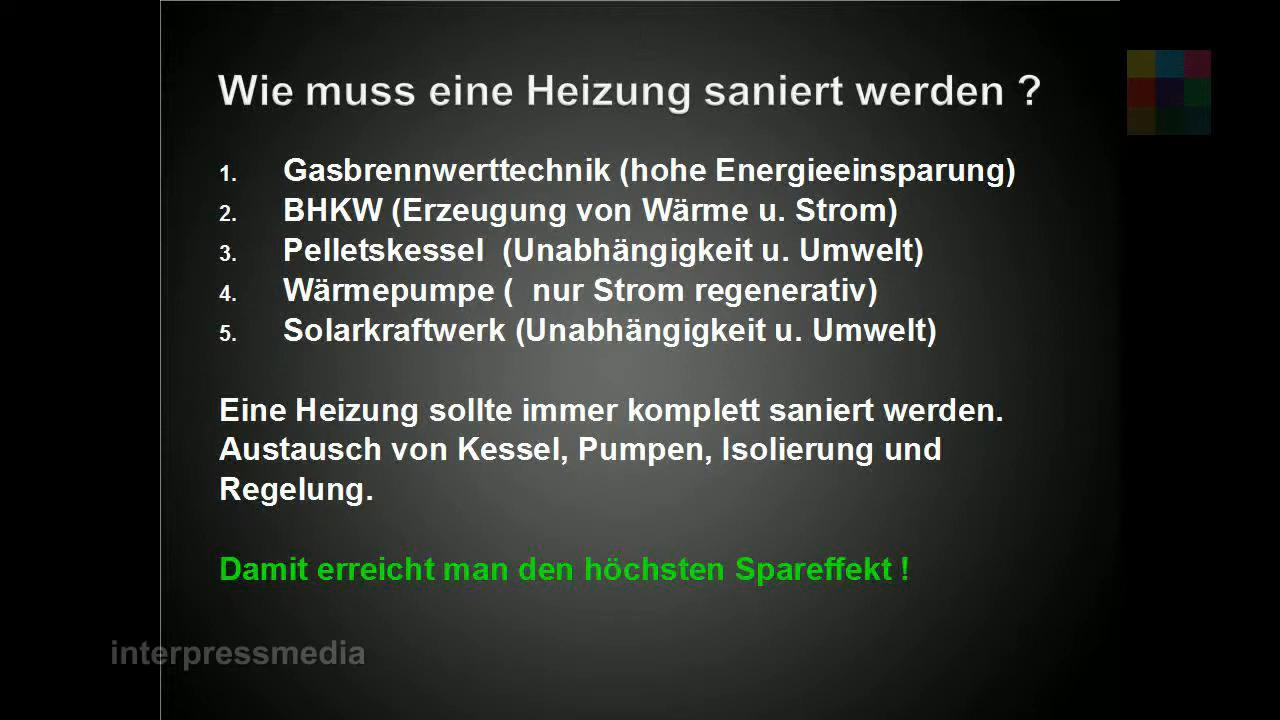 Wie muss eine Heizung saniert werden ?
1. Gasbrennwerttechnik (hohe Energieeinsparung)
2. BHKW (Erzeugung von Wärme u. Strom)
3. Pelletskessel  (Unabhängigkeit u. Umwelt)
4. Wärmepumpe (  nur Strom regenerativ)
5. Solarkraftwerk (Unabhängigkeit u. Umwelt)
Eine Heizung sollte immer komplett saniert werden.
Austausch von Kessel, Pumpen, Isolierung und
Regelung.
Damit erreicht man den höchsten Spareffekt !
interpressmedia